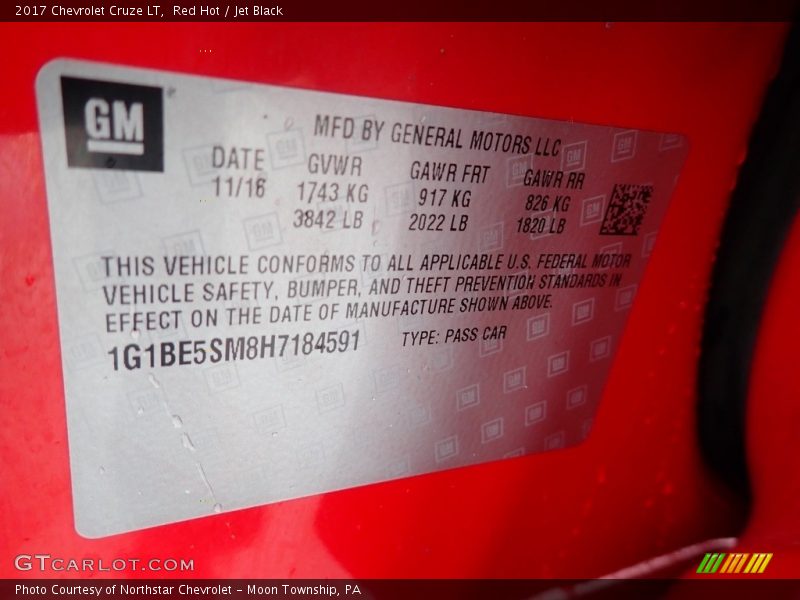 2017 Chevrolet Cruze LT,  Red Hot / Jet Black
GM
MFD BY GENERAL MOTORS LLC
DATE GVWR GAWR FRT GAWR RR
11/16 1743 KG 917 KG 826 KG
3842 LB 2022 LB 1820 LB
THIS VEHICLE CONFORMS TO ALL APPLICABLE U.S. FEDERAL MOTOR
VEHICLE SAFETY, BUMPER, AND THEFT PREVENTION STANDARDS IN
EFFECT ON THE DATE OF MANUFACTURE SHOWN ABOVE.
1G1BE5SM8H7184591 TYPE: PASS CAR
GTCARLOT.COM
Photo Courtesy of Northstar Chevrolet - Moon Township, PA